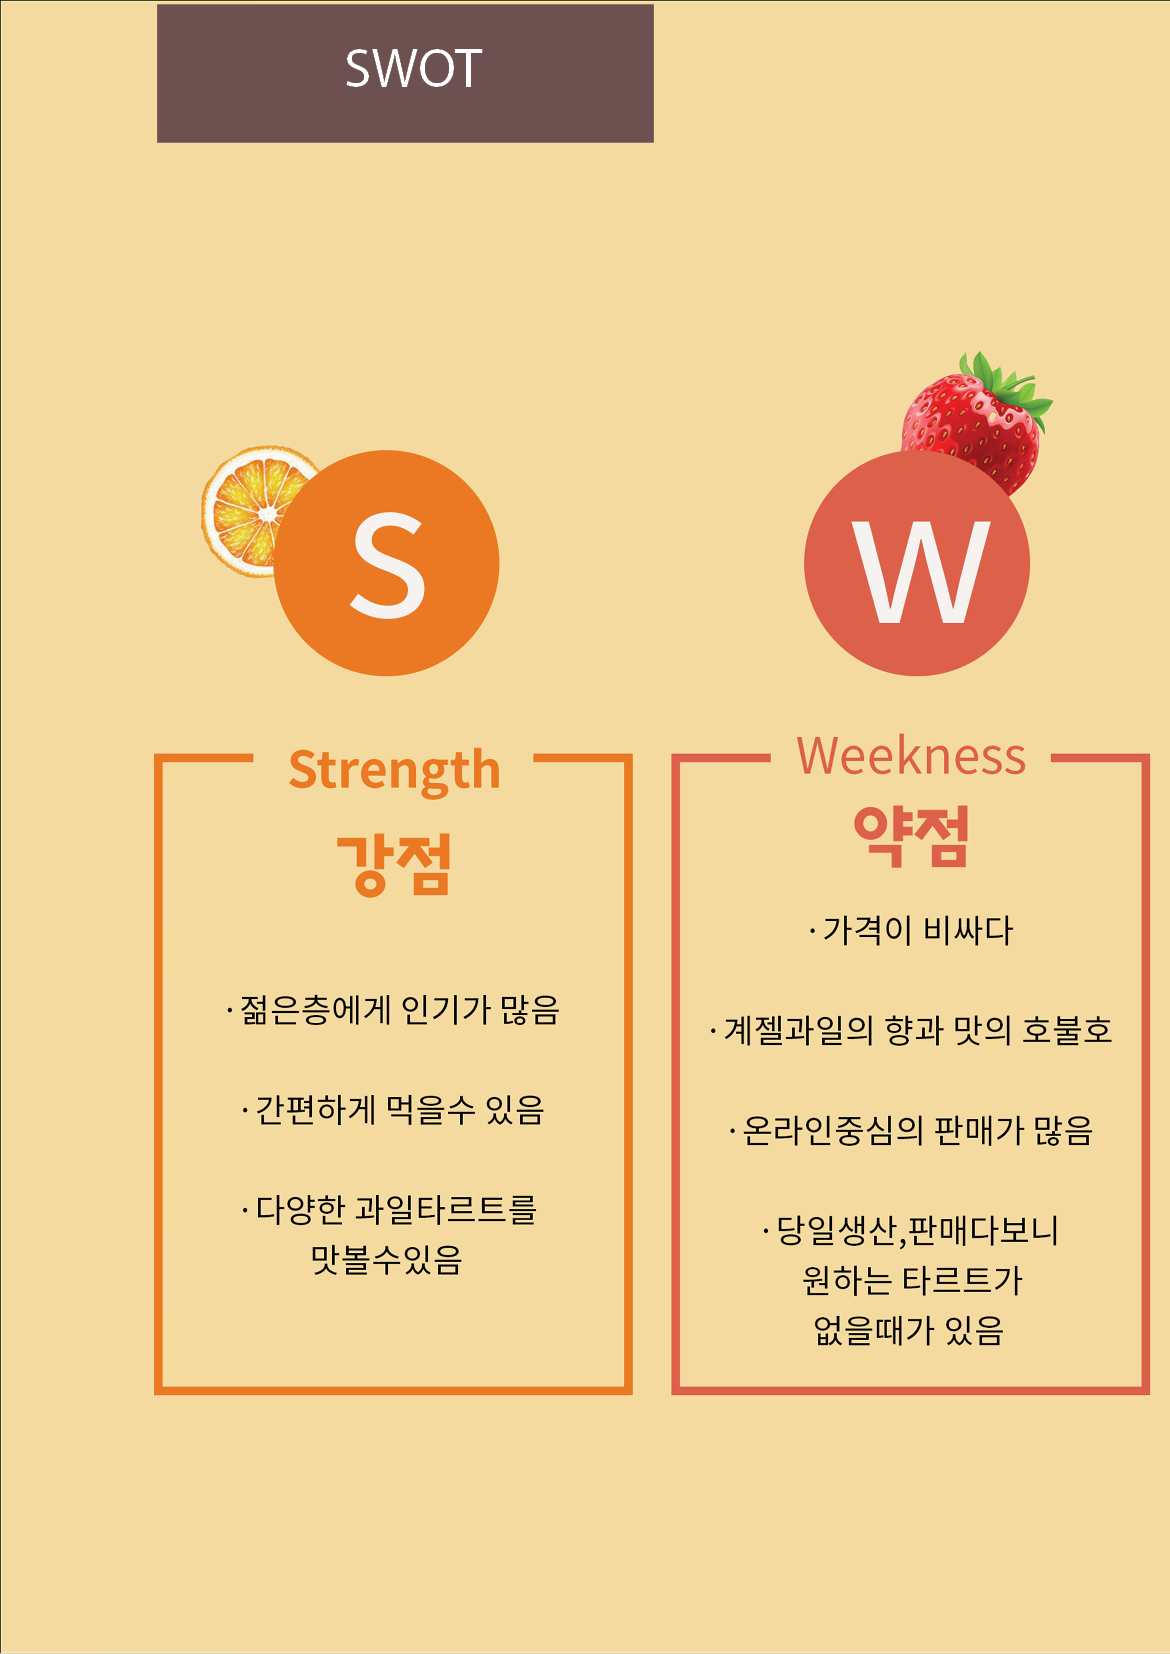 SWOT
S
Strength
강점
· 젊은층에게 인기가 많음
· 간편하게 먹을수 있음
· 다양한 과일타르트를
맛볼수있음
W
Weekness
약점
· 가격이 비싸다
· 계젤과일의 향과 맛의 호불호
· 온라인중심의 판매가 많음
· 당일생산,판매다보니
원하는 타르트가
없을때가 있음